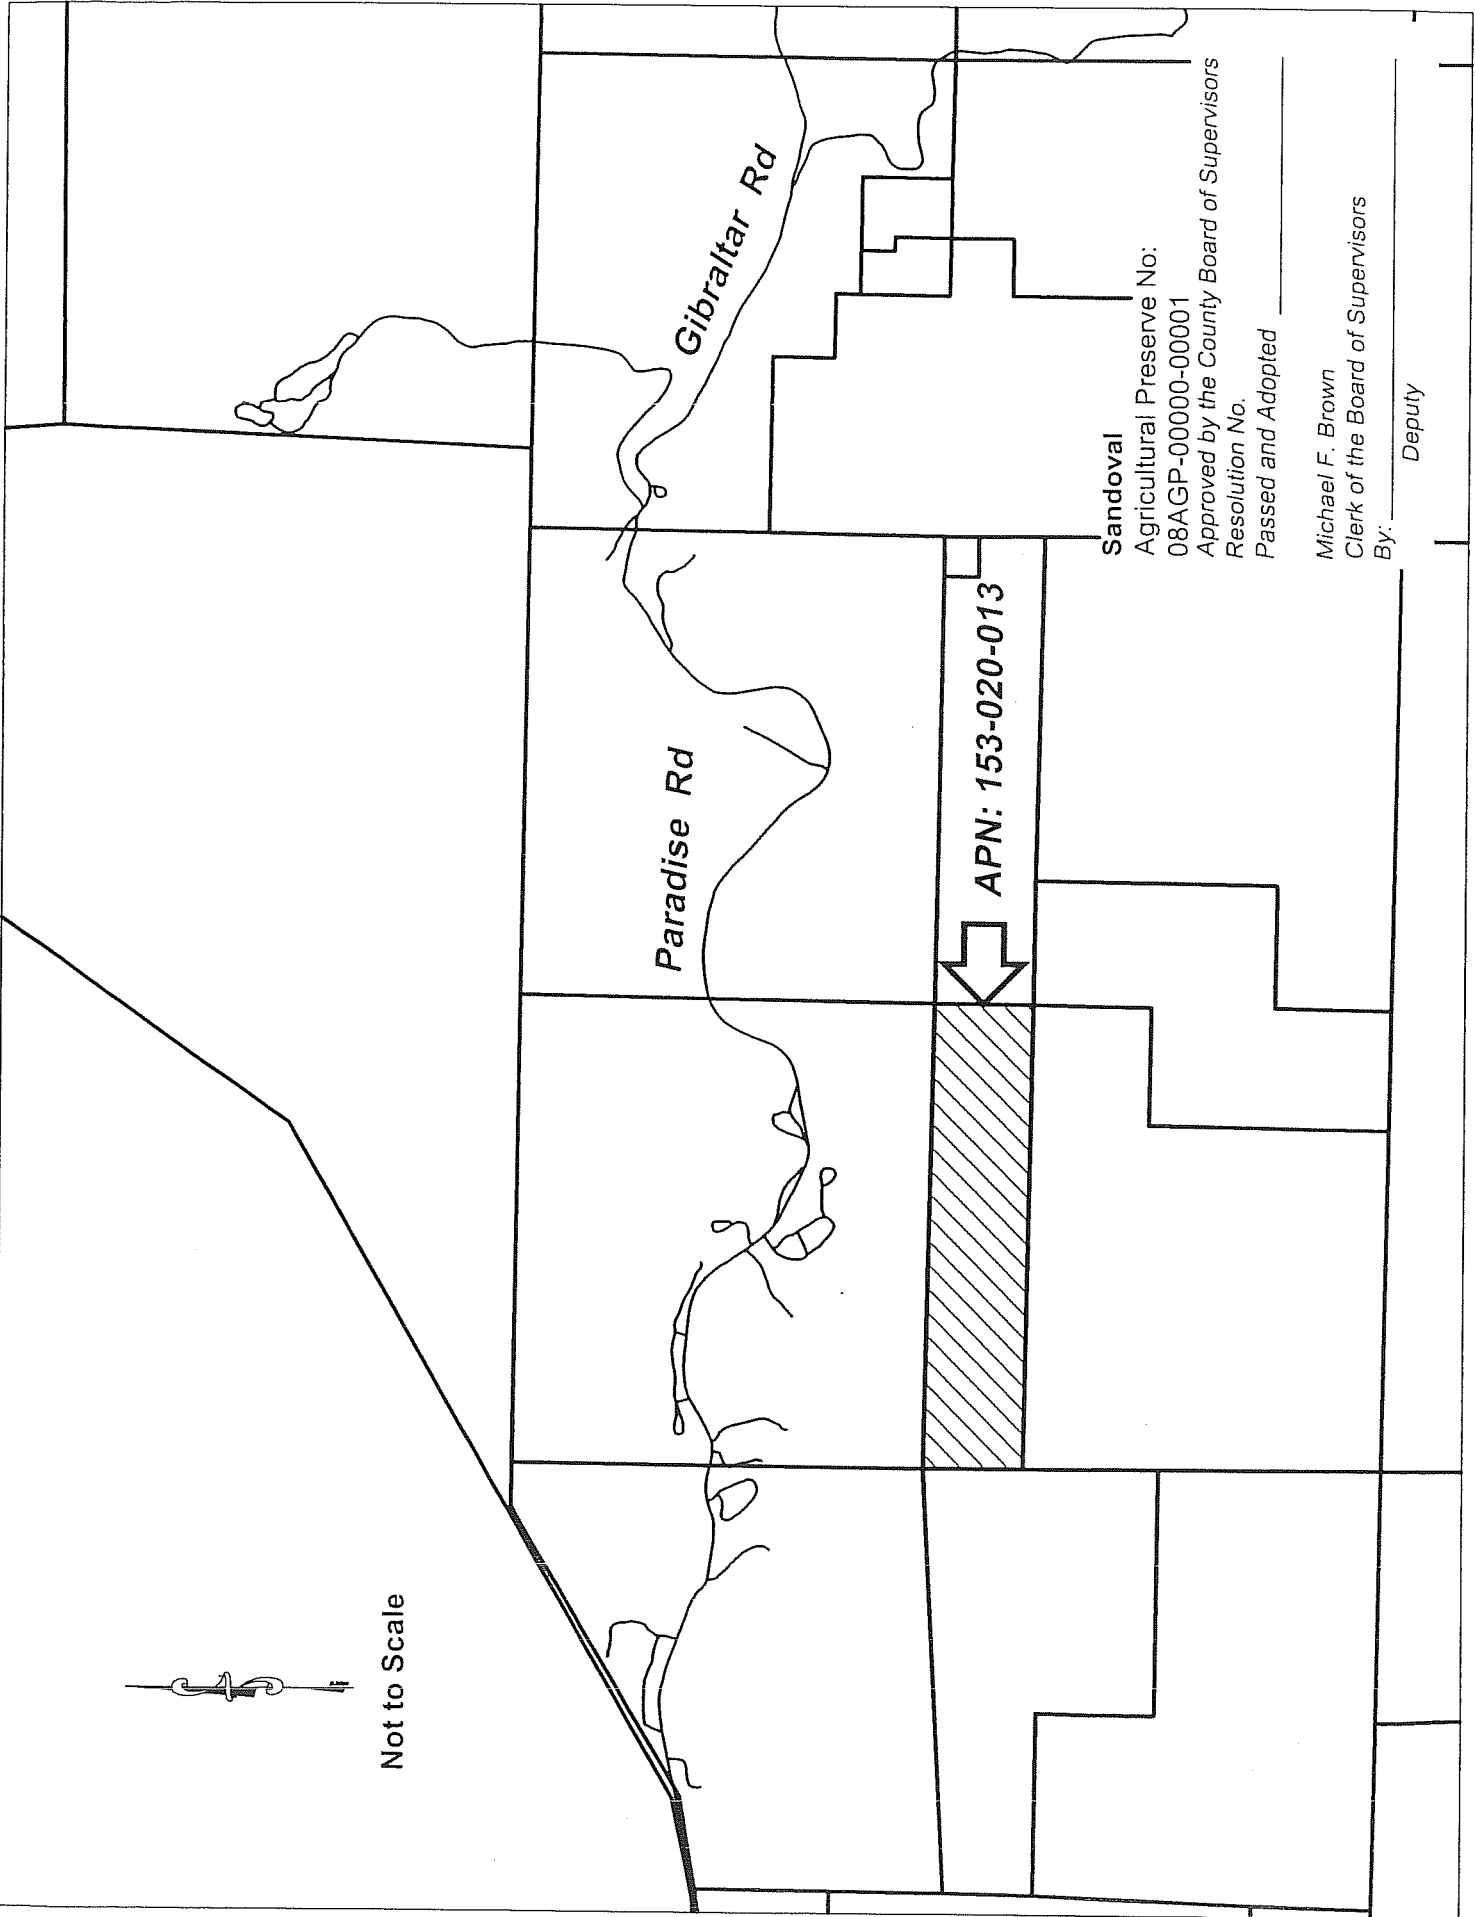 Not to Scale
Paradise Rd
Gibraltar Rd
APN: 153-020-013
Sandoval
Agricultural Preserve No:
08AGP-00000-00001
Approved by the County Board of Supervisors
Resolution No.
Passed and Adopted
Michael F. Brown
Clerk of the Board of Supervisors
By:
Deputy